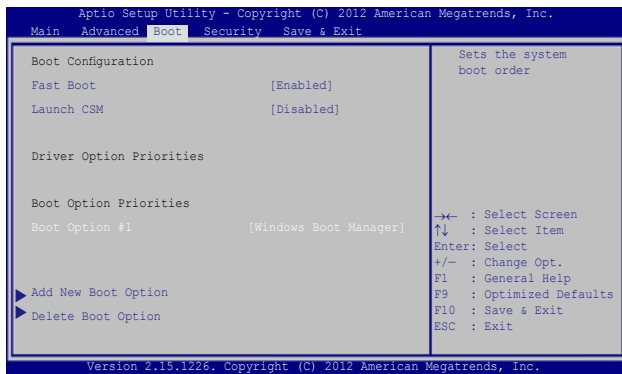 Aptio Setup Utility - Copyright (C) 2012 American Megatrends, Inc.
Main Advanced Boot Security Save & Exit
Boot Configuration
Fast Boot [Enabled]
Launch CSM [Disabled]
Driver Option Priorities
Boot Option Priorities
Boot Option #1 [Windows Boot Manager]
Add New Boot Option
Delete Boot Option
Sets the system
boot order
→← : Select Screen
↑↓ : Select Item
Enter: Select
+/— : Change Opt.
F1 : General Help
F9 : Optimized Defaults
F10 : Save & Exit
ESC : Exit
Version 2.15.1226. Copyright (C) 2012 American Megatrends, Inc.